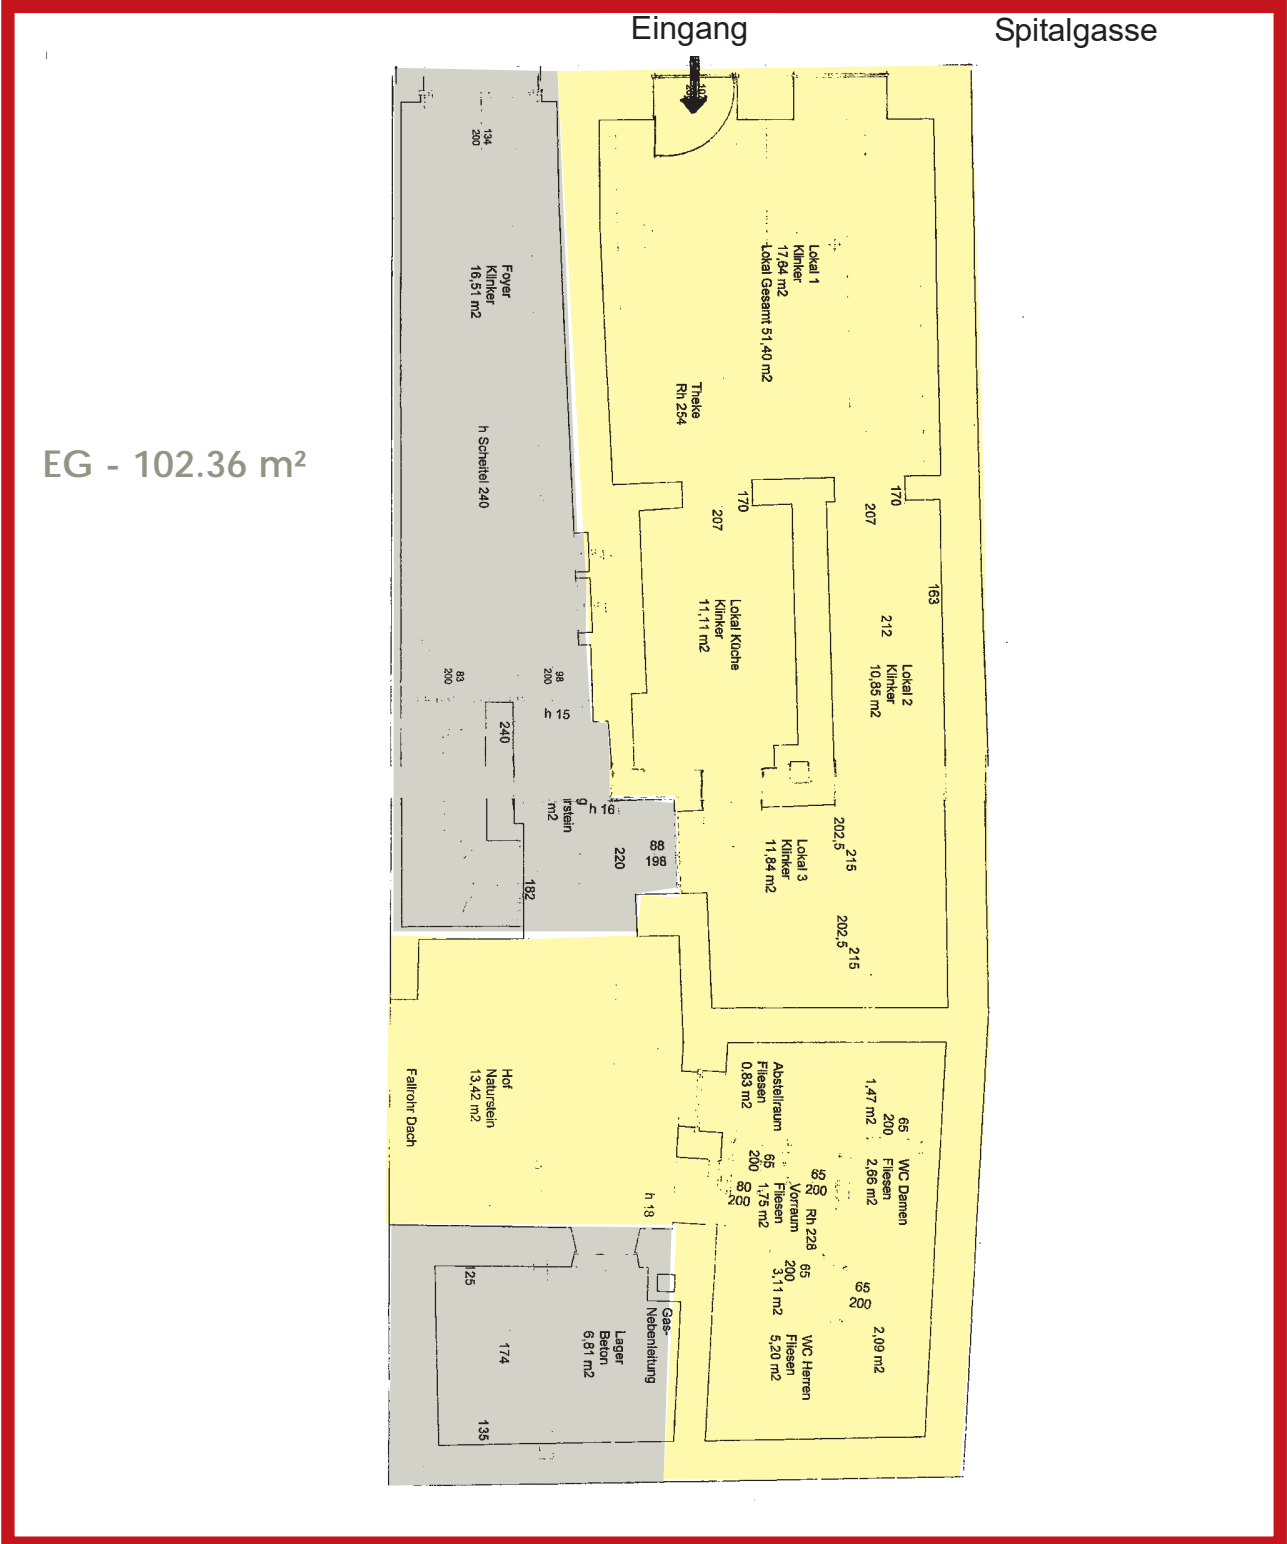 Eingang
Spitalgasse
134
200
Lokal 1
Klinker
17,64 m2
Lokal Gesamt 51,40 m2
Foyer
Klinker
16,51 m2
Theke
Rh 254
h Scheitel 240
EG - 102.36 m²
170
207
170
207
163
212
Lokal Küche
Klinker
11,11 m2
Lokal 2
Klinker
10,85 m2
83
200
98
200
h 15
240
h 16
rstein
m2
220
88
198
182
Lokal 3
Klinker
11,84 m2
202,5
215
202,5
215
Hof
Naturstein
13,42 m2
Fallrohr Dach
Abstellraum
Fliesen
0,83 m2
1,47 m2
65
200
WC Damen
Fliesen
2,66 m2
65
200
65
200
80
200
Vorraum
Fliesen
1,75 m2
Rh 228
h 18
65
200
3,11 m2
65
200
2,09 m2
WC Herren
Fliesen
5,20 m2
Gas-
Nebenleitung
Lager
Beton
6,81 m2
125
174
135